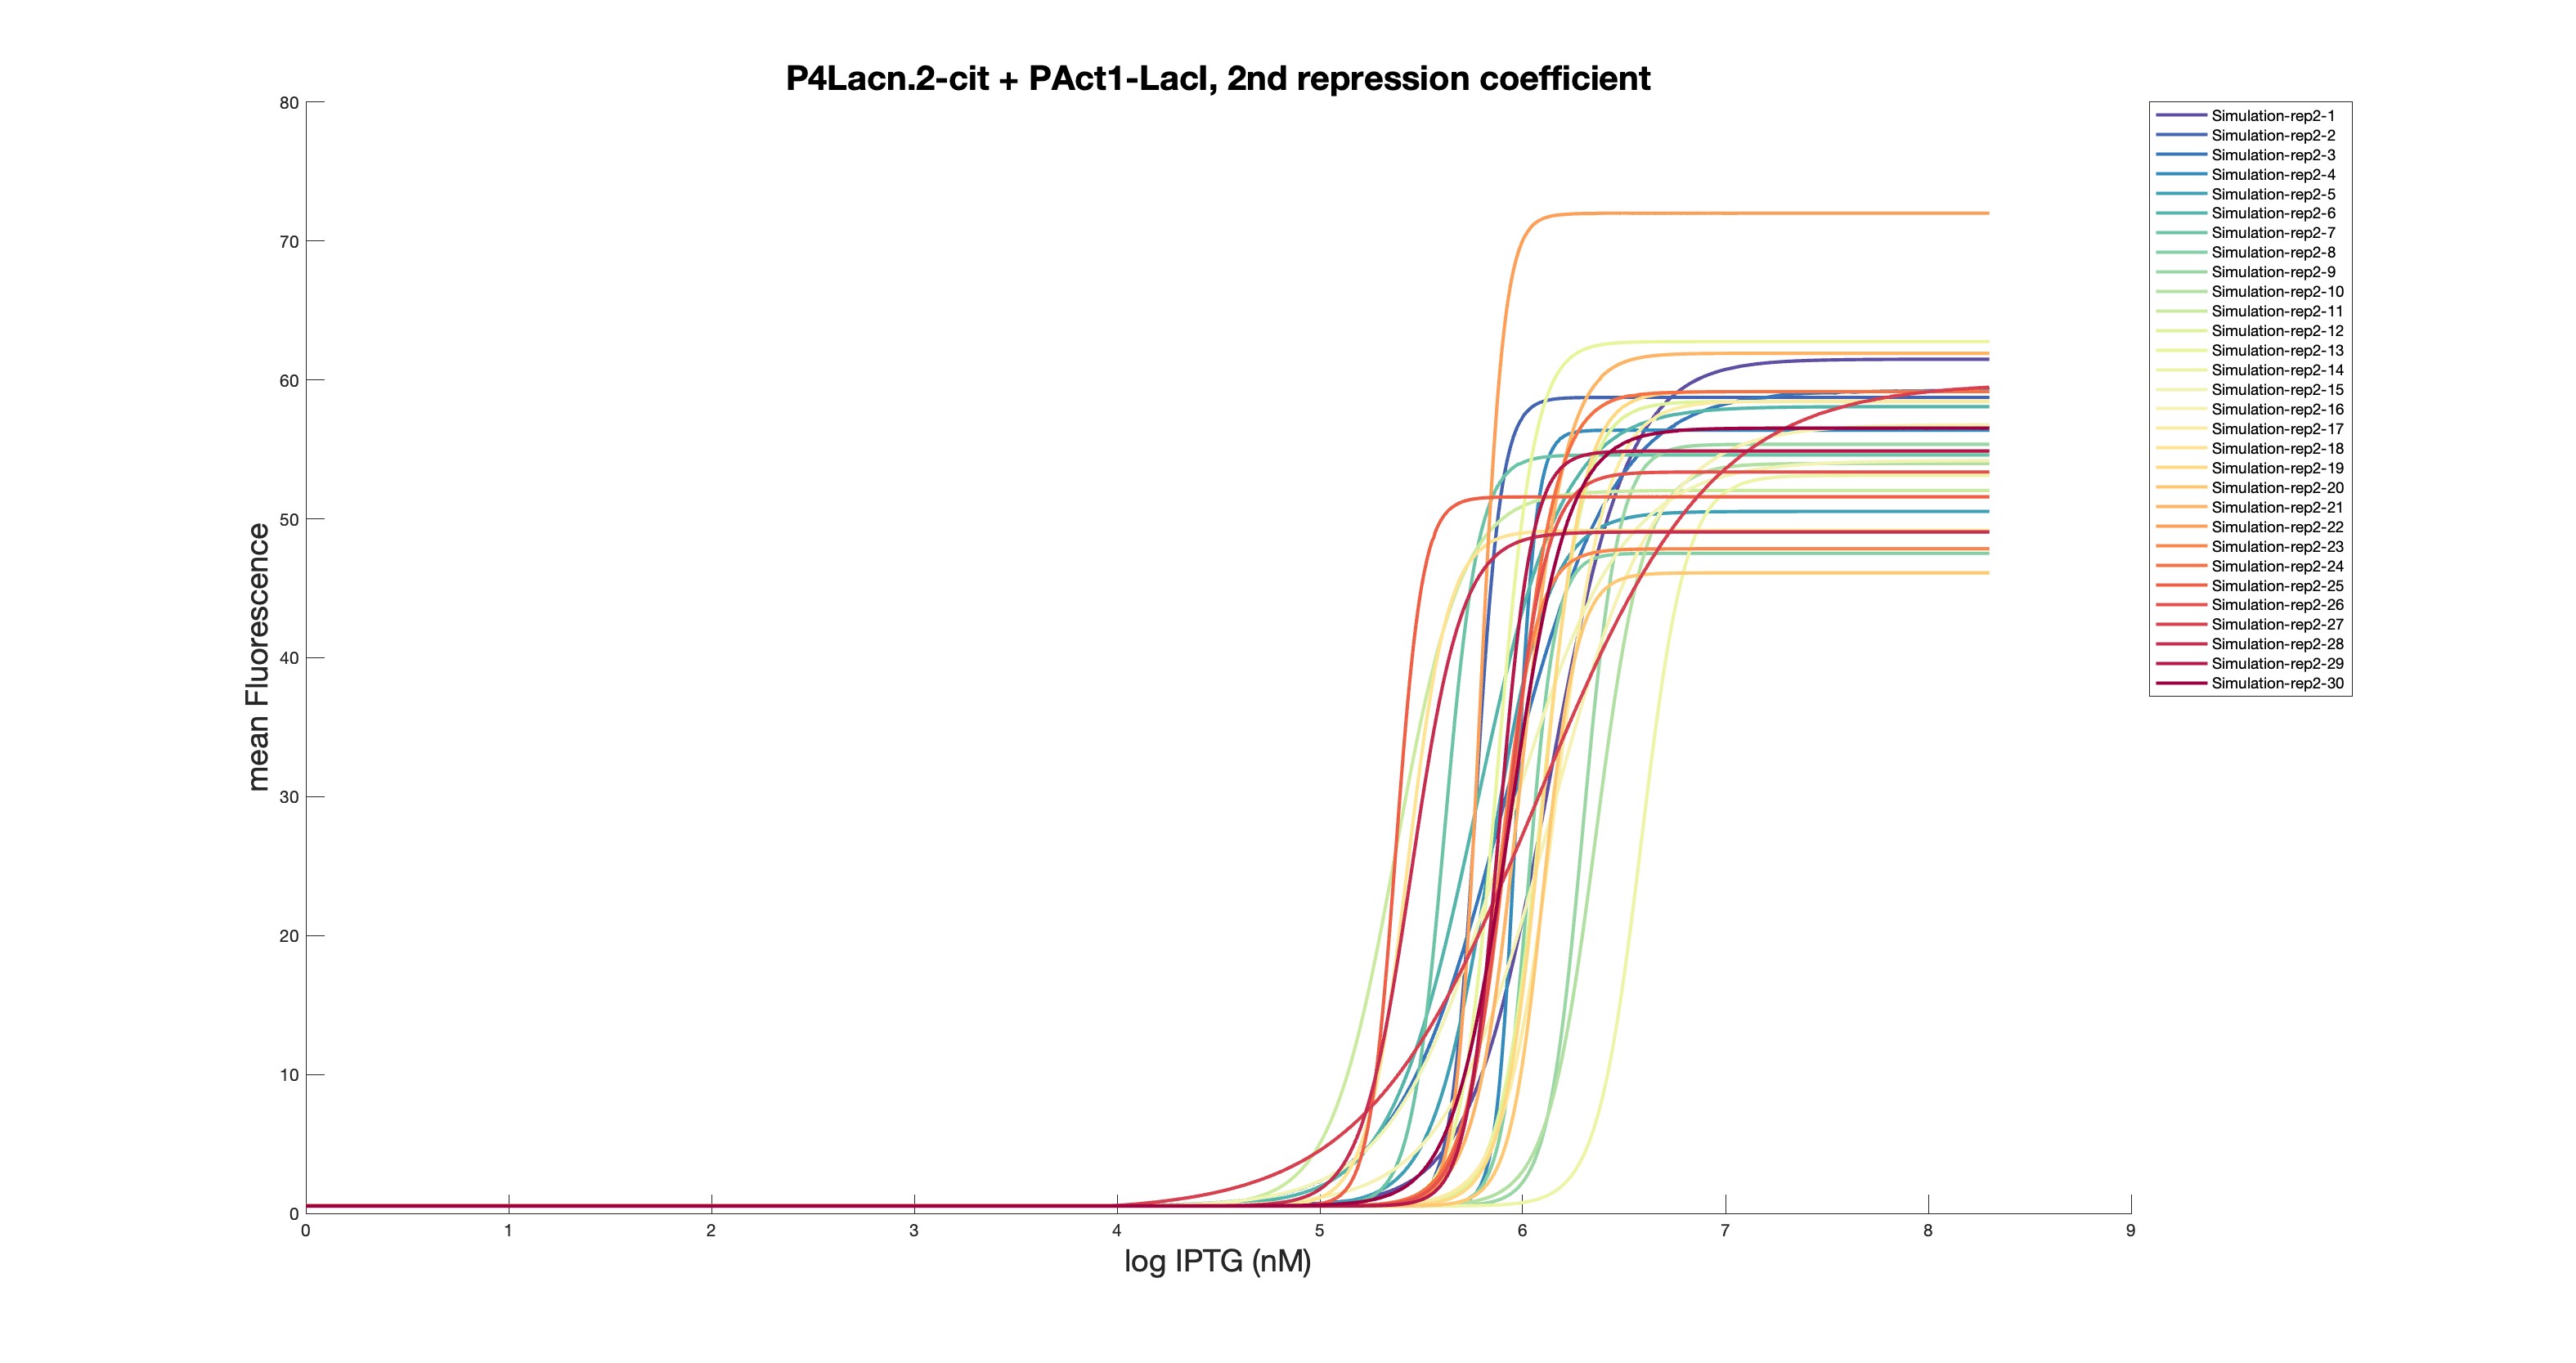 P4Lacn.2-cit + PAct1-LacI, 2nd repression coefficient
80
70
60
50
40
30
20
10
0
mean Fluorescence
0 1 2 3 4 5 6 7 8 9
log IPTG (nM)
Simulation-rep2-1
Simulation-rep2-2
Simulation-rep2-3
Simulation-rep2-4
Simulation-rep2-5
Simulation-rep2-6
Simulation-rep2-7
Simulation-rep2-8
Simulation-rep2-9
Simulation-rep2-10
Simulation-rep2-11
Simulation-rep2-12
Simulation-rep2-13
Simulation-rep2-14
Simulation-rep2-15
Simulation-rep2-16
Simulation-rep2-17
Simulation-rep2-18
Simulation-rep2-19
Simulation-rep2-20
Simulation-rep2-21
Simulation-rep2-22
Simulation-rep2-23
Simulation-rep2-24
Simulation-rep2-25
Simulation-rep2-26
Simulation-rep2-27
Simulation-rep2-28
Simulation-rep2-29
Simulation-rep2-30